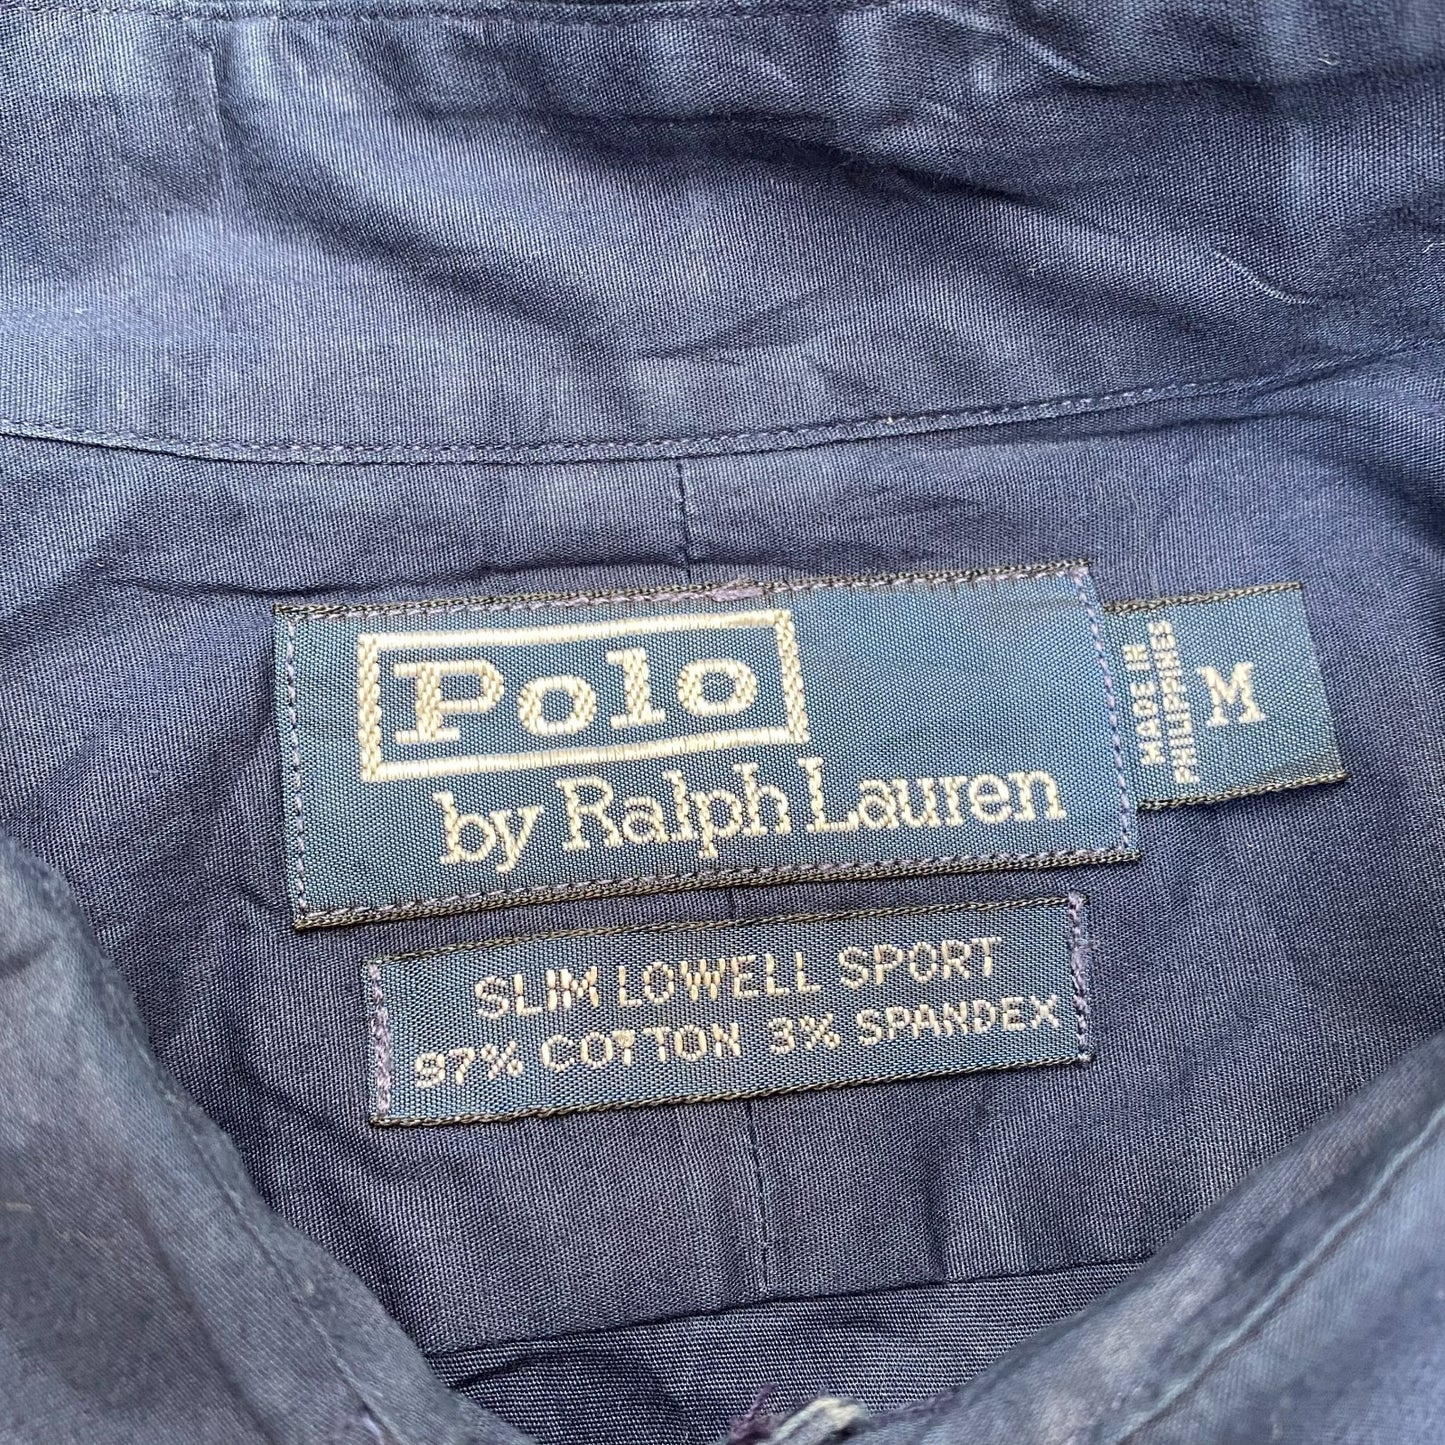 Polo
by Ralph Lauren
MADE IN
PHILIPPINES
M
SLIM LOWELL SPORT
97% COTTON 3% SPANDEX